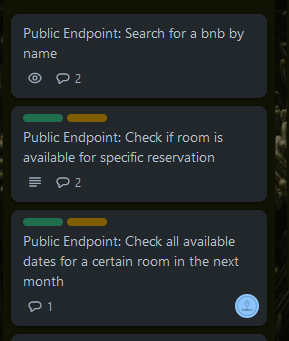 Public Endpoint: Search for a bnb by
name
2
Public Endpoint: Check if room is
available for specific reservation
2
Public Endpoint: Check all available
dates for a certain room in the next
month
1